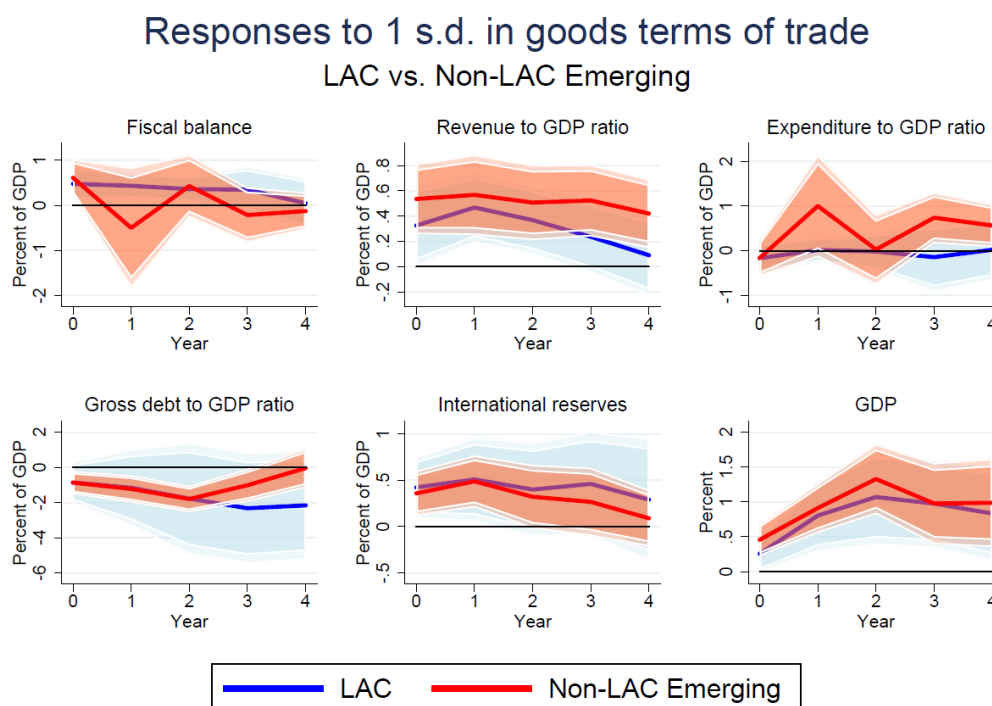 Responses to 1 s.d. in goods terms of trade
LAC vs. Non-LAC Emerging
Fiscal balance
Percent of GDP
1
0
-1
-2
0 1 2 3 4
Year
Revenue to GDP ratio
Percent of GDP
.8
.6
.4
.2
0
-.2
0 1 2 3 4
Year
Expenditure to GDP ratio
Percent of GDP
2
1
0
-1
0 1 2 3 4
Year
Gross debt to GDP ratio
Percent of GDP
2
0
-2
-4
-6
0 1 2 3 4
Year
International reserves
Percent of GDP
1
.5
0
-.5
0 1 2 3 4
Year
GDP
Percent
2
1.5
1
.5
0
0 1 2 3 4
Year
LAC Non-LAC Emerging